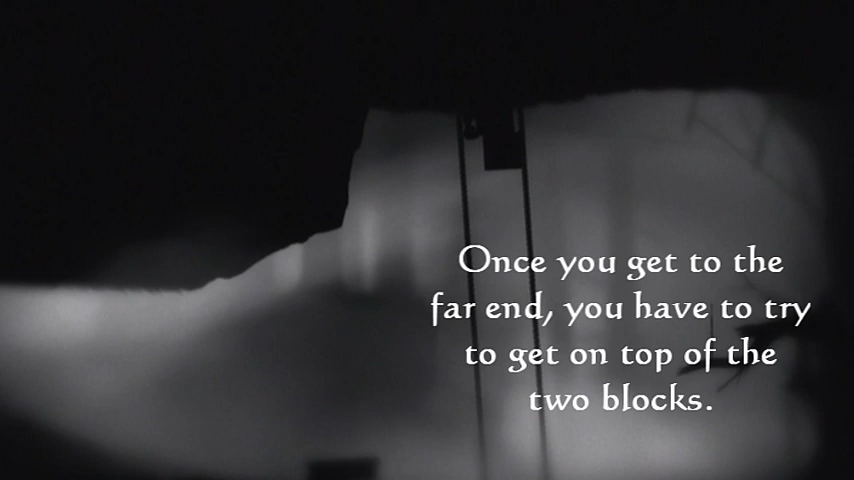 Once you get to the
far end, you have to try
to get on top of the
two blocks.